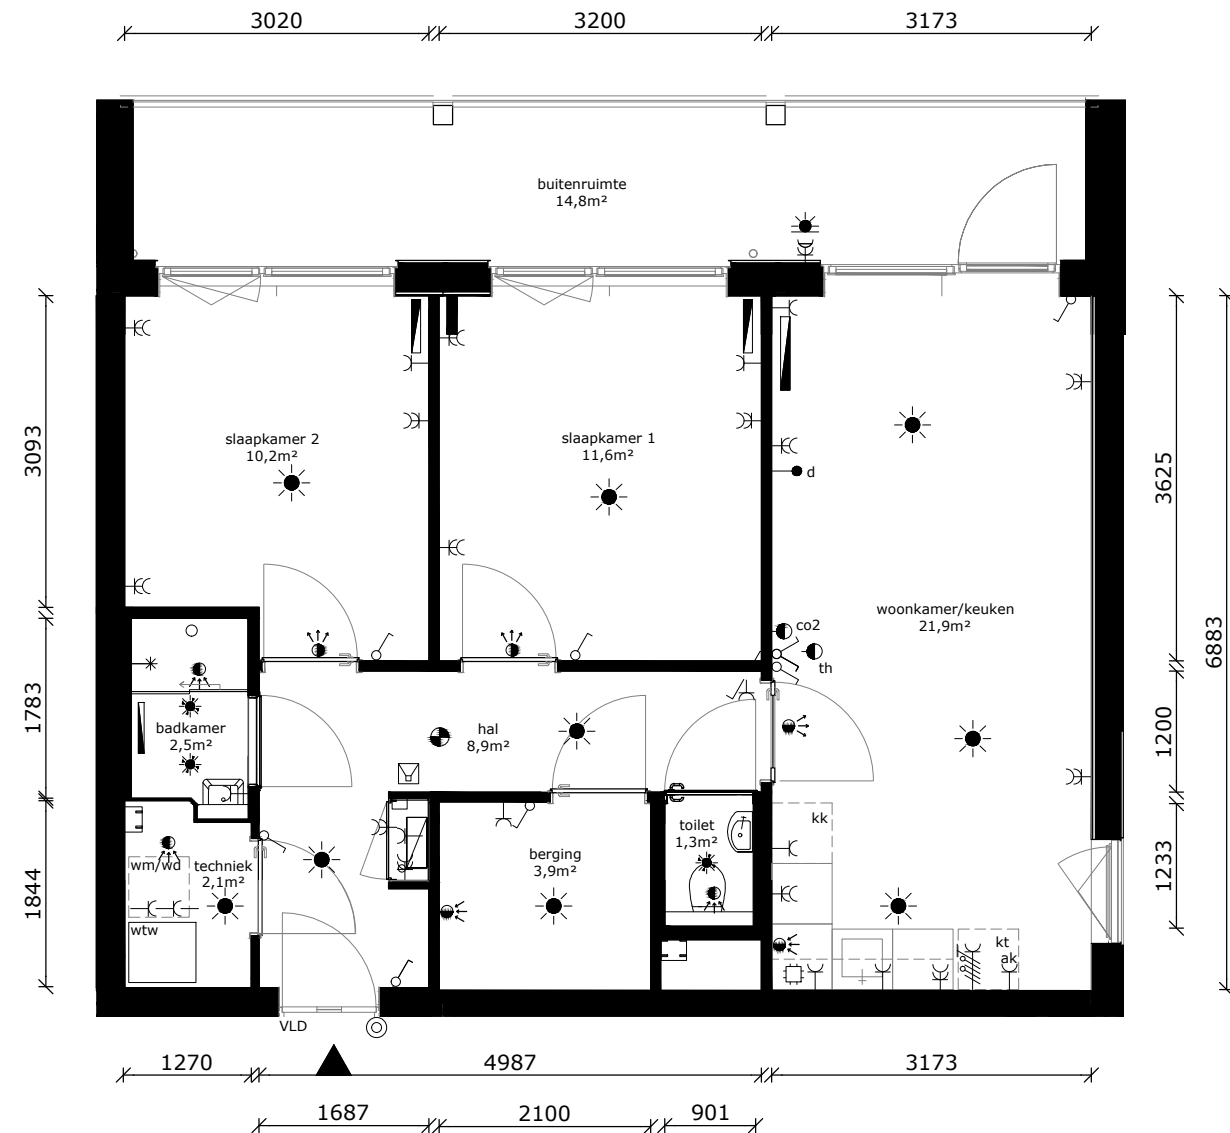 3020 3200 3173
buitenruimte
14,8m²
d
slaapkamer 2
10,2m²
slaapkamer 1
11,6m²
3093
3625
woonkamer/keuken
21,9m²
co2
th
6883
1783
badkamer
2,5m²
hal
8,9m²
1200
kk
toilet
1,3m²
berging
3,9m²
wm/wd
techniek
2,1m²
1844
1233
wtw
kt
ak
VLD
1270 4987 3173
1687 2100 901